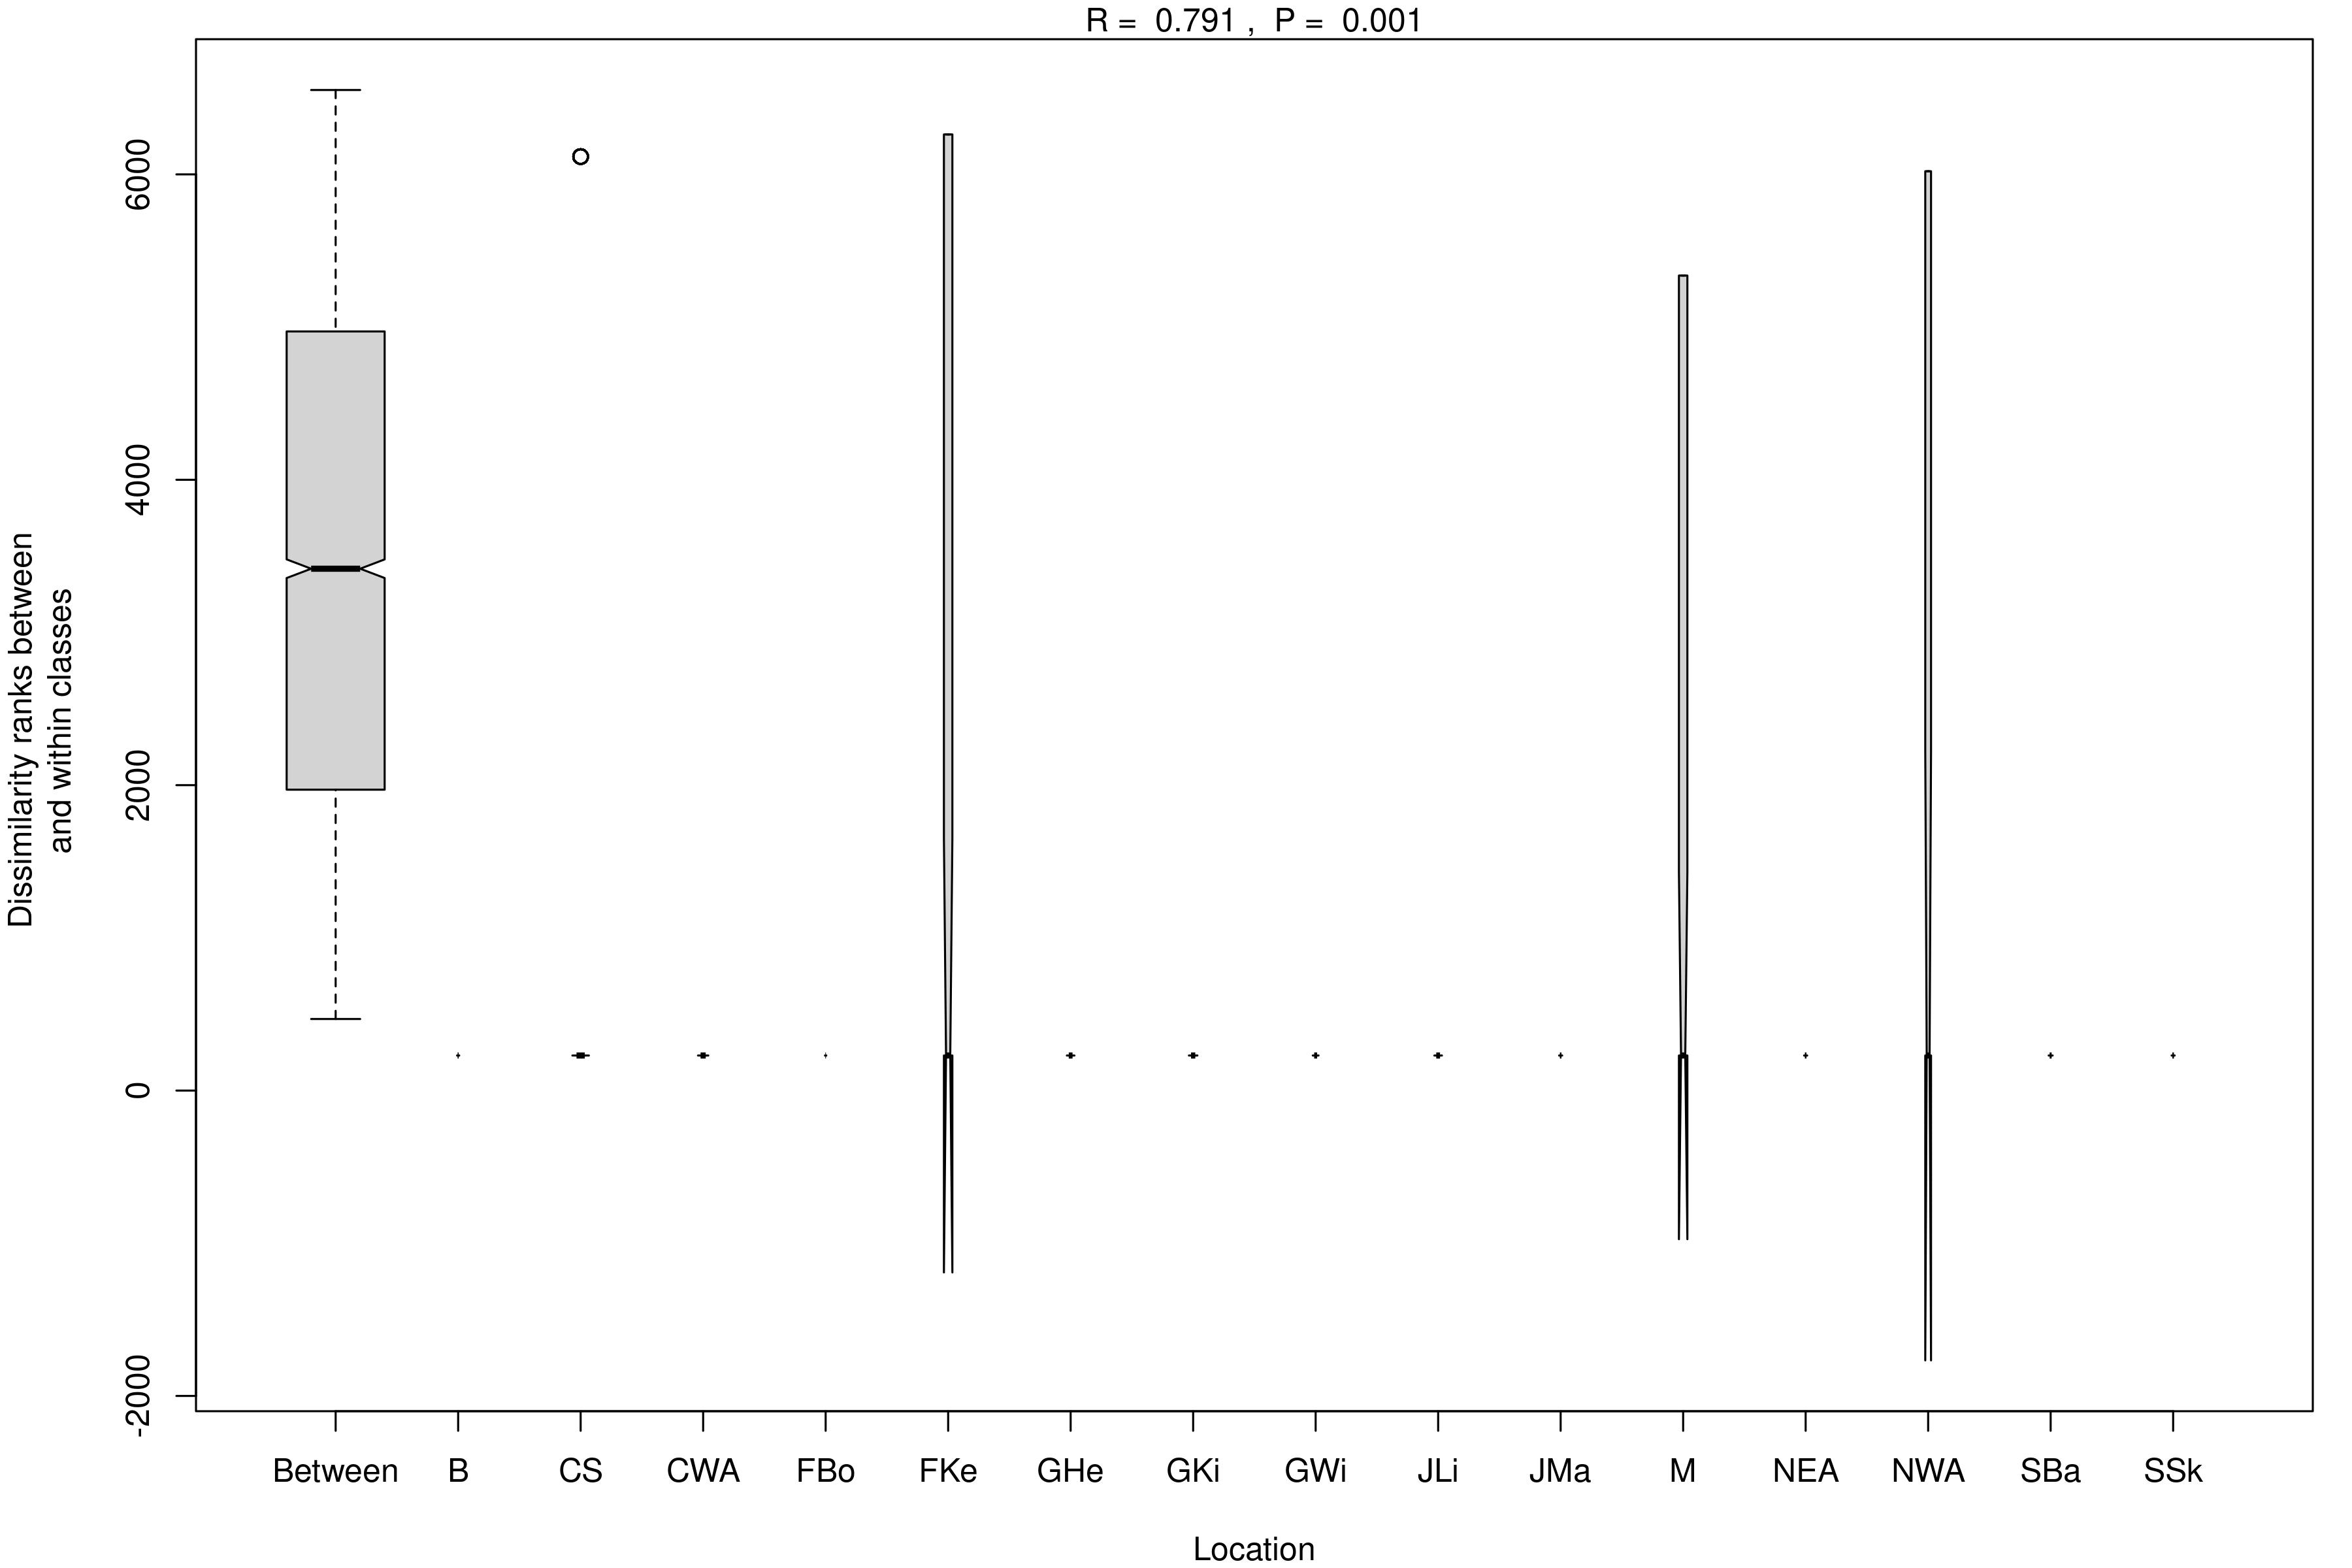 R =  0.791 ,  P =  0.001
Dissimilarity ranks between
and within classes
6000
4000
2000
0
-2000
Between B CS CWA FBo FKe GHe GKi GWi JLi JMa M NEA NWA SBa SSk
Location